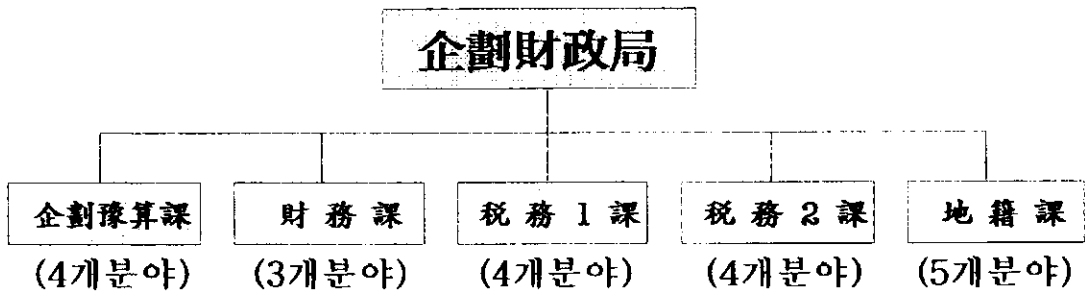 企劃財政局
企劃豫算課 財務課 税務1課 税務2課 地籍課
(4개분야) (3개분야) (4개분야) (4개분야) (5개분야)